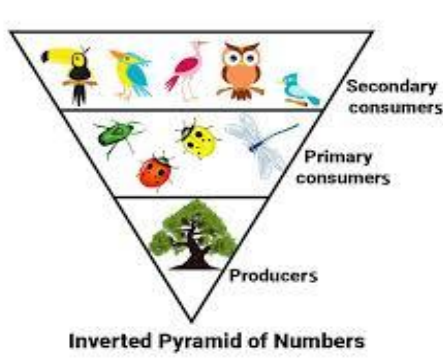 Secondary
consumers
Primary
consumers
Producers
Inverted Pyramid of Numbers